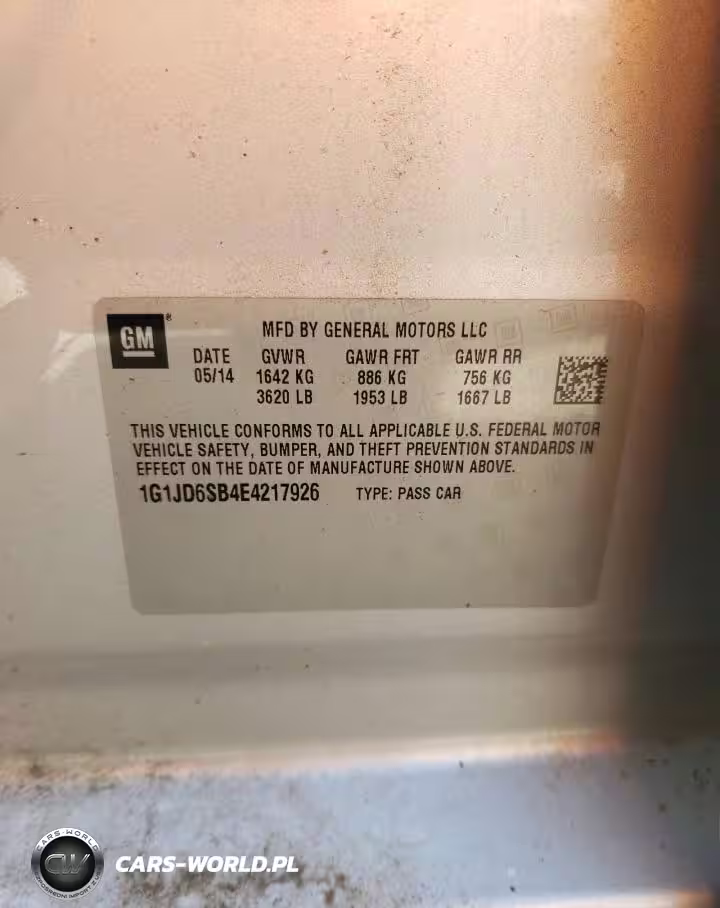 GM ®
MFD BY GENERAL MOTORS LLC
DATE GVWR GAWR FRT GAWR RR
05/14 1642 KG 886 KG 756 KG
3620 LB 1953 LB 1667 LB
THIS VEHICLE CONFORMS TO ALL APPLICABLE U.S. FEDERAL MOTOR
VEHICLE SAFETY, BUMPER, AND THEFT PREVENTION STANDARDS IN
EFFECT ON THE DATE OF MANUFACTURE SHOWN ABOVE.
1G1JD6SB4E4217926 TYPE: PASS CAR
CARS-WORLD
CW
CARS-WORLD.PL